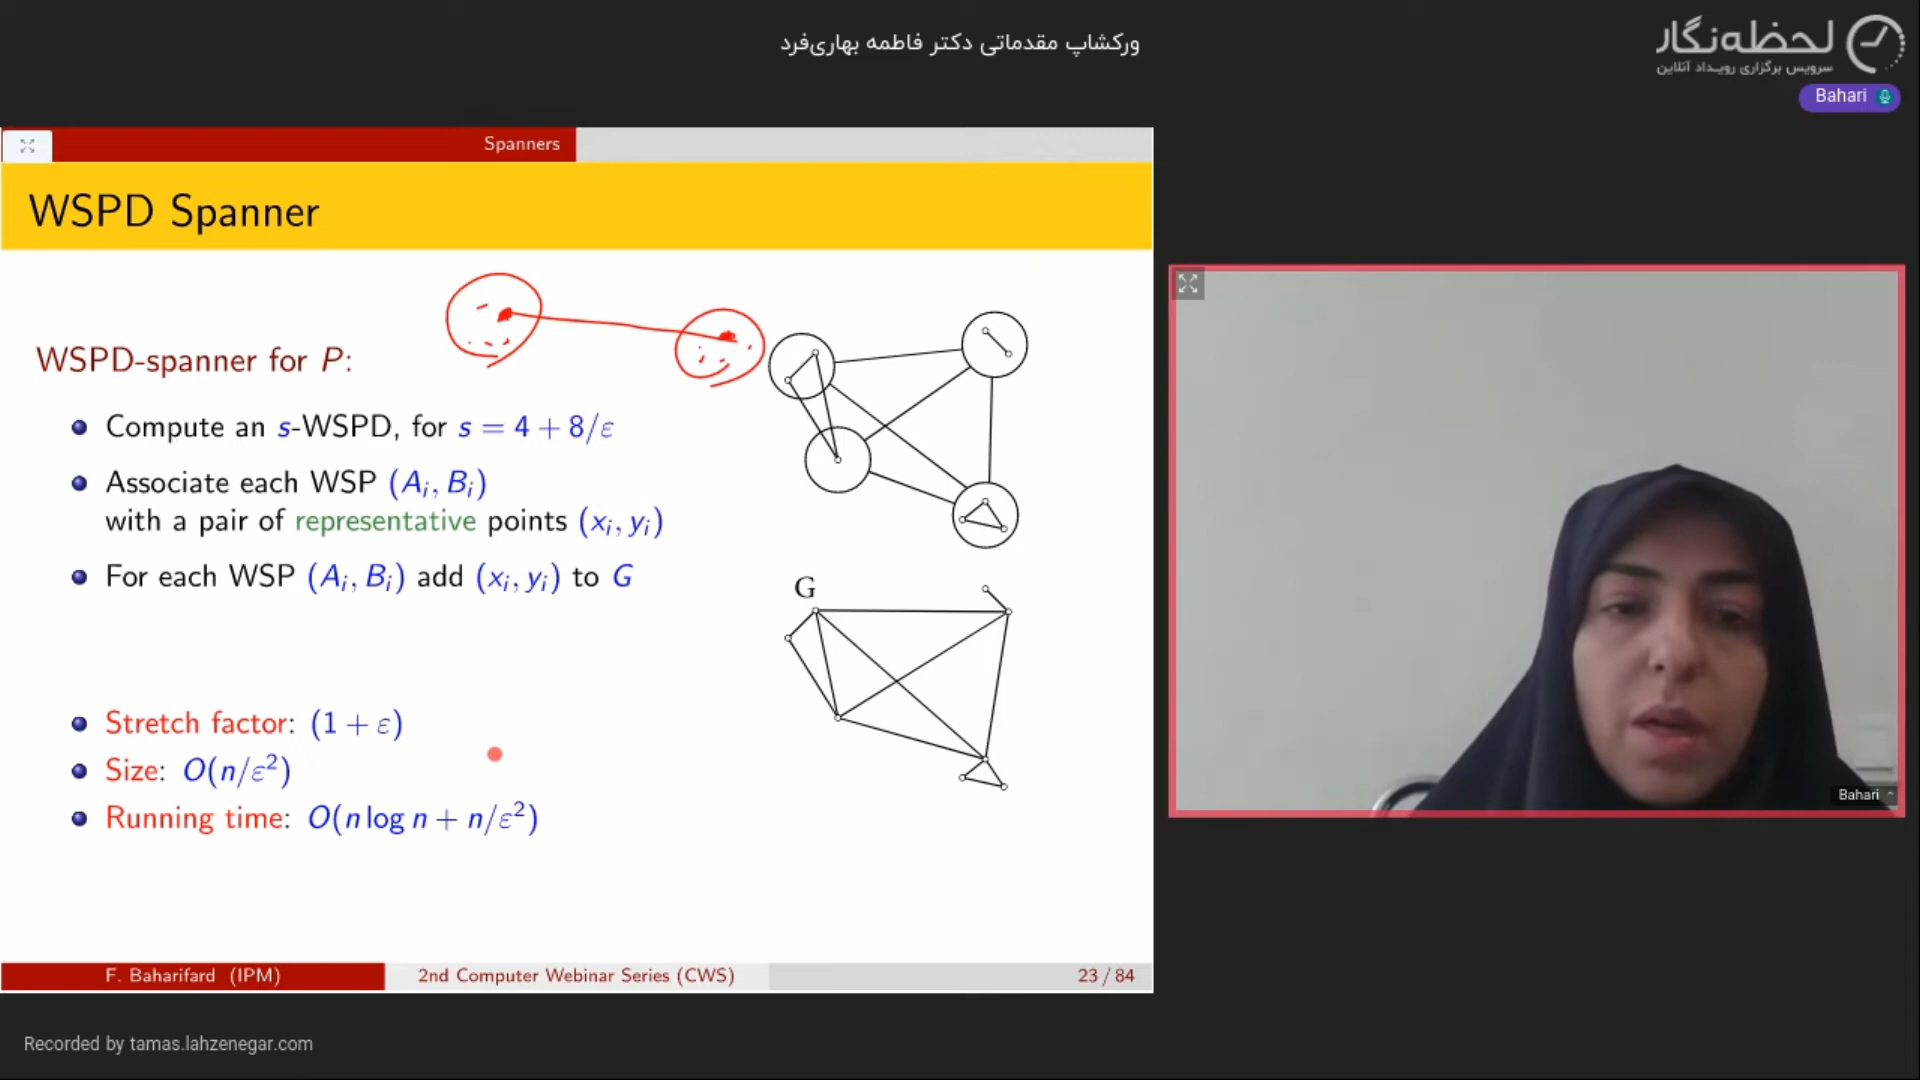 ورکشاپ مقدماتی دکتر فاطمه بهاری‌فرد
لحظه‌نگار
سرویس برگزاری رویداد آنلاین
Bahari
Spanners
WSPD Spanner
WSPD-spanner for P:
Compute an s-WSPD, for s = 4 + 8/ε
Associate each WSP (Aᵢ, Bᵢ)
with a pair of representative points (xᵢ, yᵢ)
For each WSP (Aᵢ, Bᵢ) add (xᵢ, yᵢ) to G
G
Stretch factor: (1 + ε)
Size: O(n/ε²)
Running time: O(n log n + n/ε²)
Bahari
F. Baharifard (IPM)
2nd Computer Webinar Series (CWS)
23 / 84
Recorded by tamas.lahzenegar.com